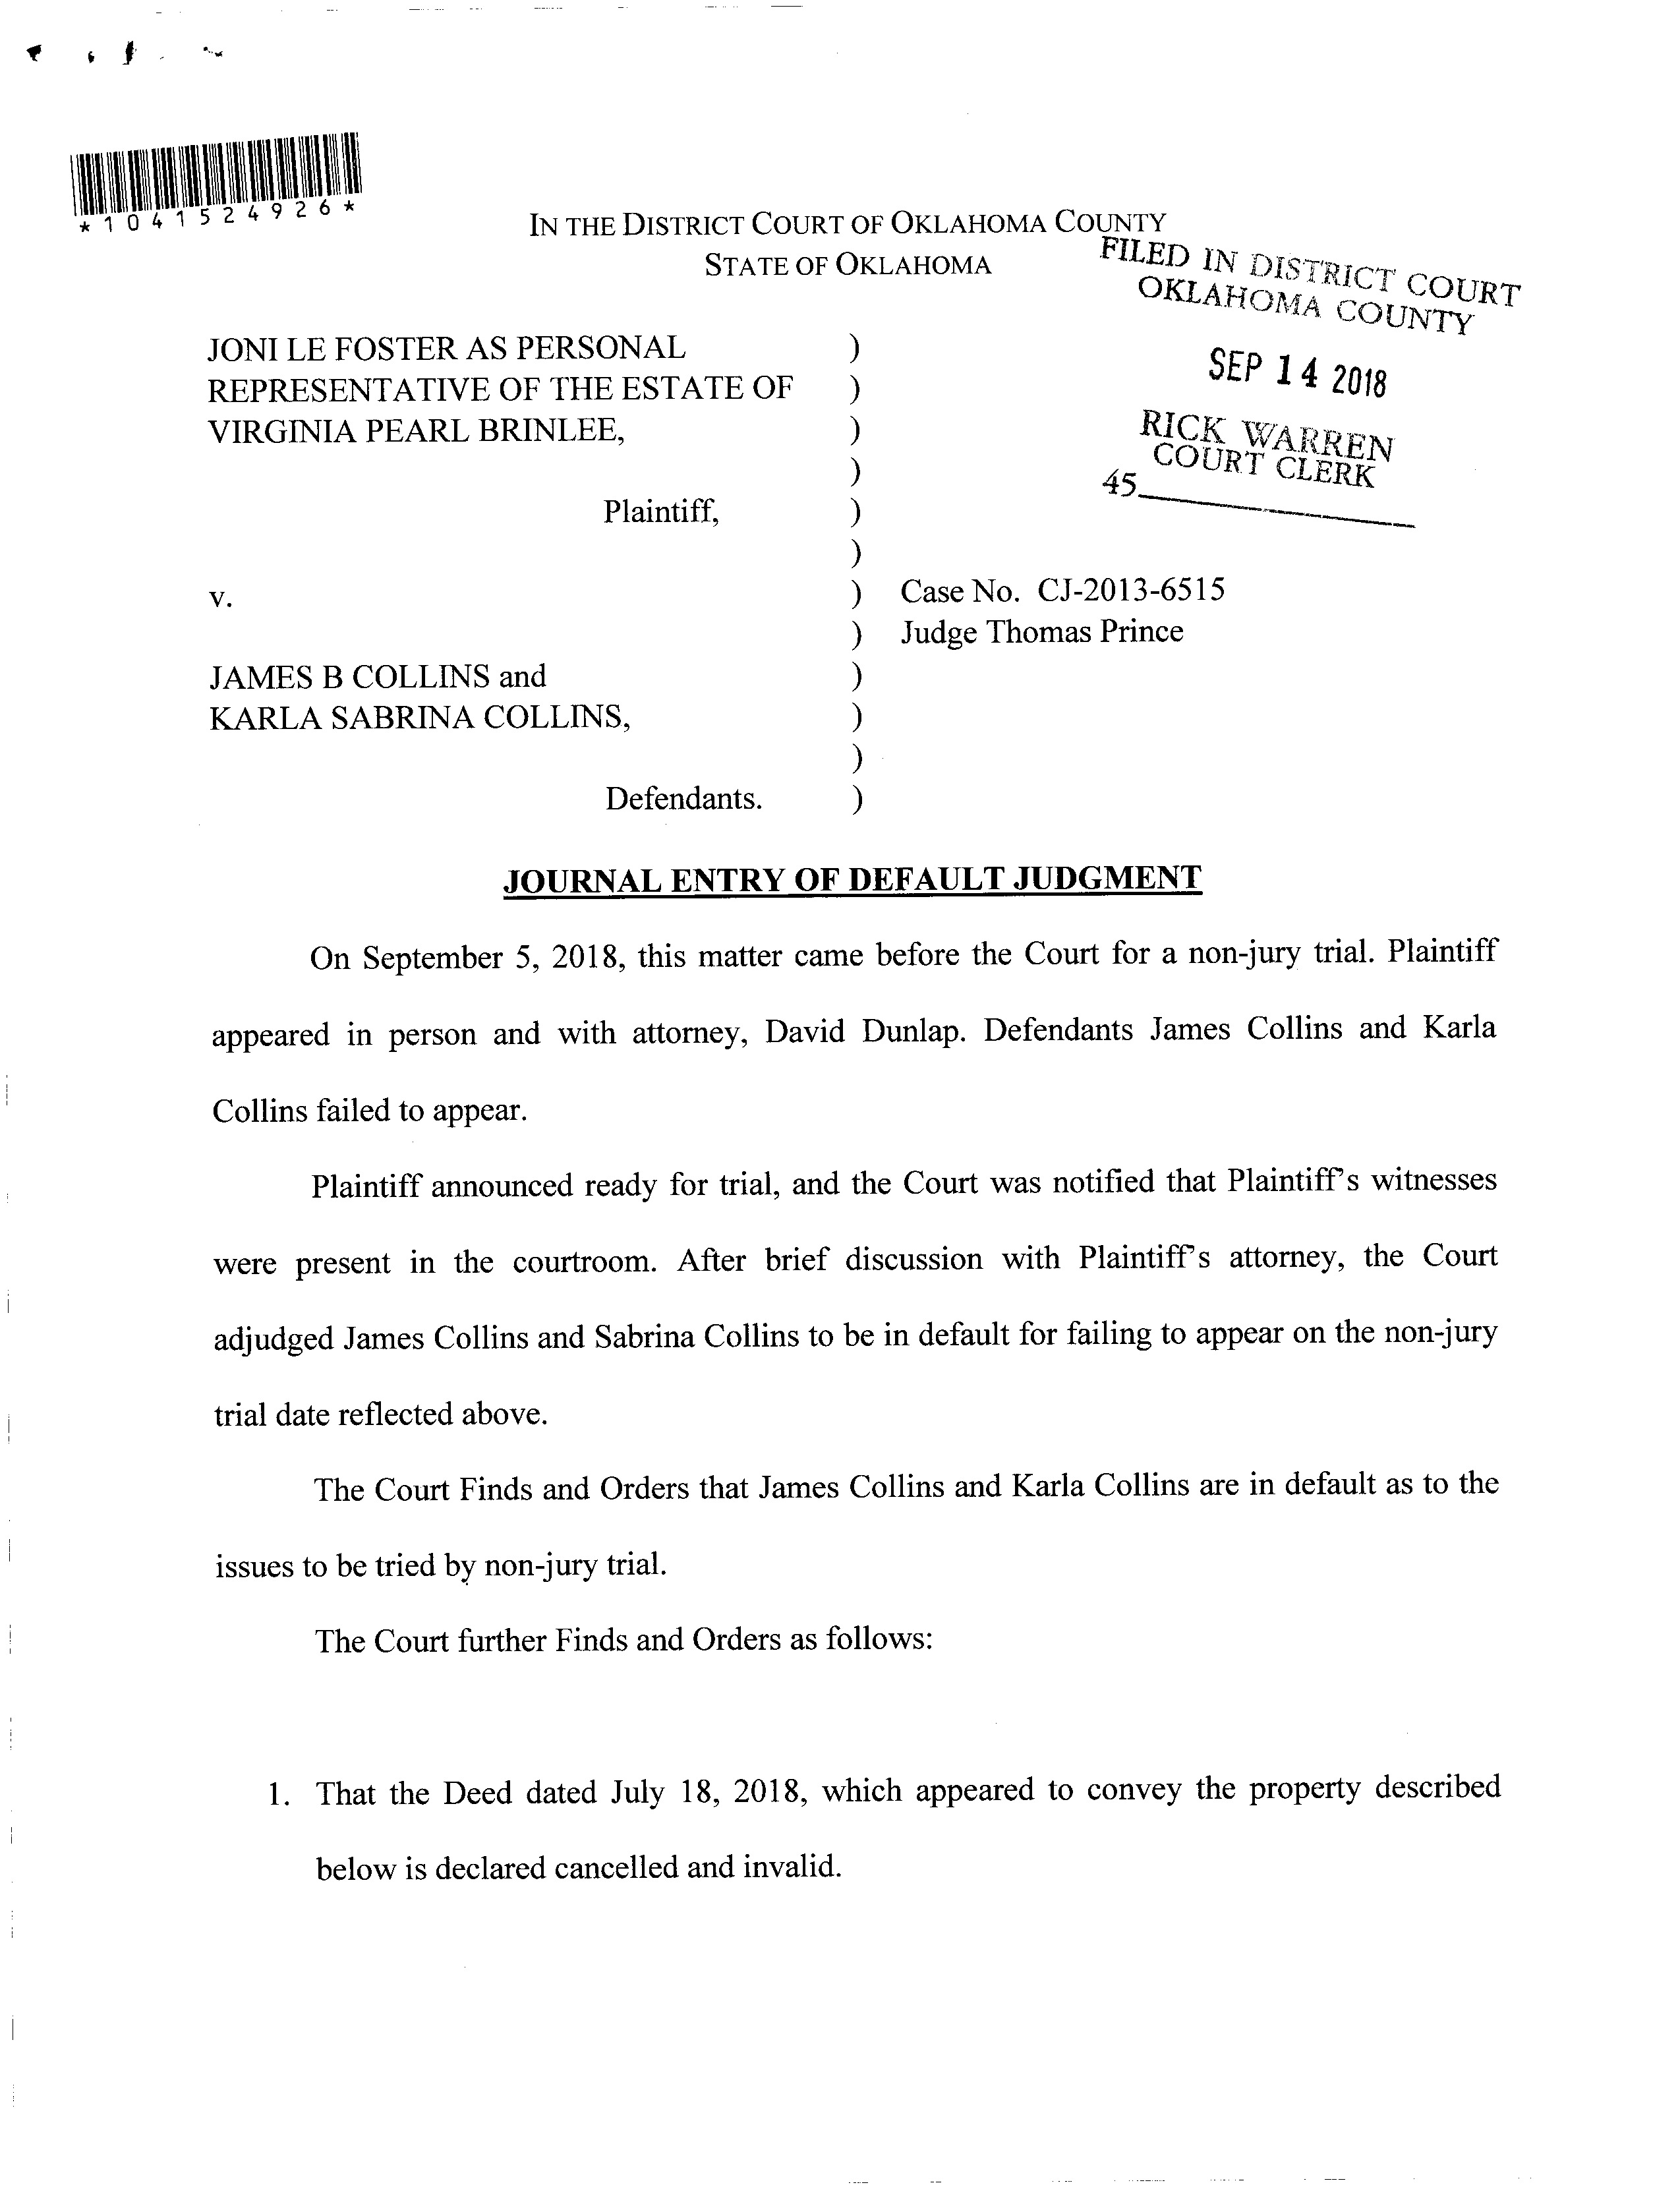 *1041524926*
IN THE DISTRICT COURT OF OKLAHOMA COUNTY
STATE OF OKLAHOMA
FILED IN DISTRICT COURT
OKLAHOMA COUNTY
SEP 14 2018
RICK WARREN
COURT CLERK
45
JONI LE FOSTER AS PERSONAL )
REPRESENTATIVE OF THE ESTATE OF )
VIRGINIA PEARL BRINLEE, )
)
Plaintiff, )
)
v. ) Case No. CJ-2013-6515
) Judge Thomas Prince
JAMES B COLLINS and )
KARLA SABRINA COLLINS, )
)
Defendants. )
JOURNAL ENTRY OF DEFAULT JUDGMENT
On September 5, 2018, this matter came before the Court for a non-jury trial. Plaintiff
appeared in person and with attorney, David Dunlap. Defendants James Collins and Karla
Collins failed to appear.
Plaintiff announced ready for trial, and the Court was notified that Plaintiff's witnesses
were present in the courtroom. After brief discussion with Plaintiff's attorney, the Court
adjudged James Collins and Sabrina Collins to be in default for failing to appear on the non-jury
trial date reflected above.
The Court Finds and Orders that James Collins and Karla Collins are in default as to the
issues to be tried by non-jury trial.
The Court further Finds and Orders as follows:
1. That the Deed dated July 18, 2018, which appeared to convey the property described
below is declared cancelled and invalid.